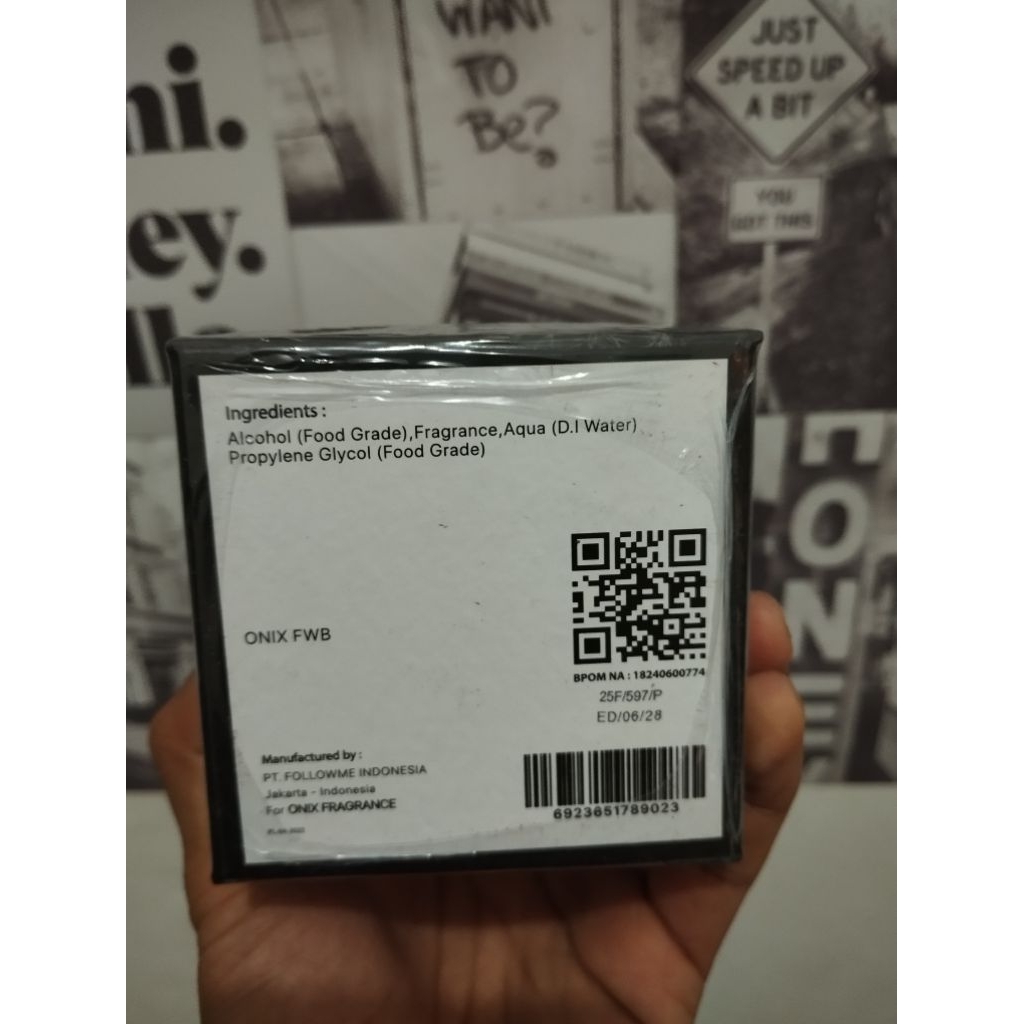 WANT
TO
Be?
JUST
SPEED UP
A BIT
YOU
GOT THIS
ni.
ey.
Ingredients :
Alcohol (Food Grade),Fragrance,Aqua (D.I Water)
Propylene Glycol (Food Grade)
ONIX FWB
BPOM NA : 18240600774
25F/597/P
ED/06/28
Manufactured by :
PT. FOLLOWME INDONESIA
Jakarta - Indonesia
For ONIX FRAGRANCE
6923651789023